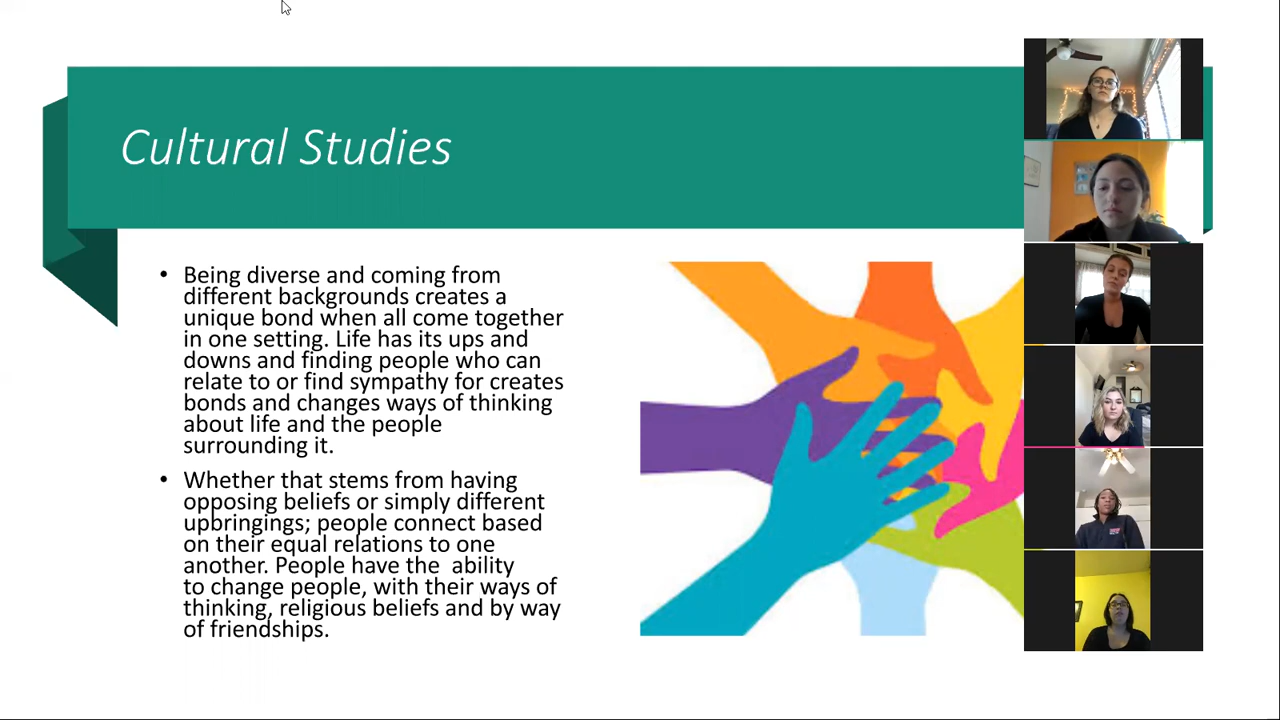 Cultural Studies
• Being diverse and coming from
different backgrounds creates a
unique bond when all come together
in one setting. Life has its ups and
downs and finding people who can
relate to or find sympathy for creates
bonds and changes ways of thinking
about life and the people
surrounding it.
• Whether that stems from having
opposing beliefs or simply different
upbringings; people connect based
on their equal relations to one
another. People have the  ability
to change people, with their ways of
thinking, religious beliefs and by way
of friendships.